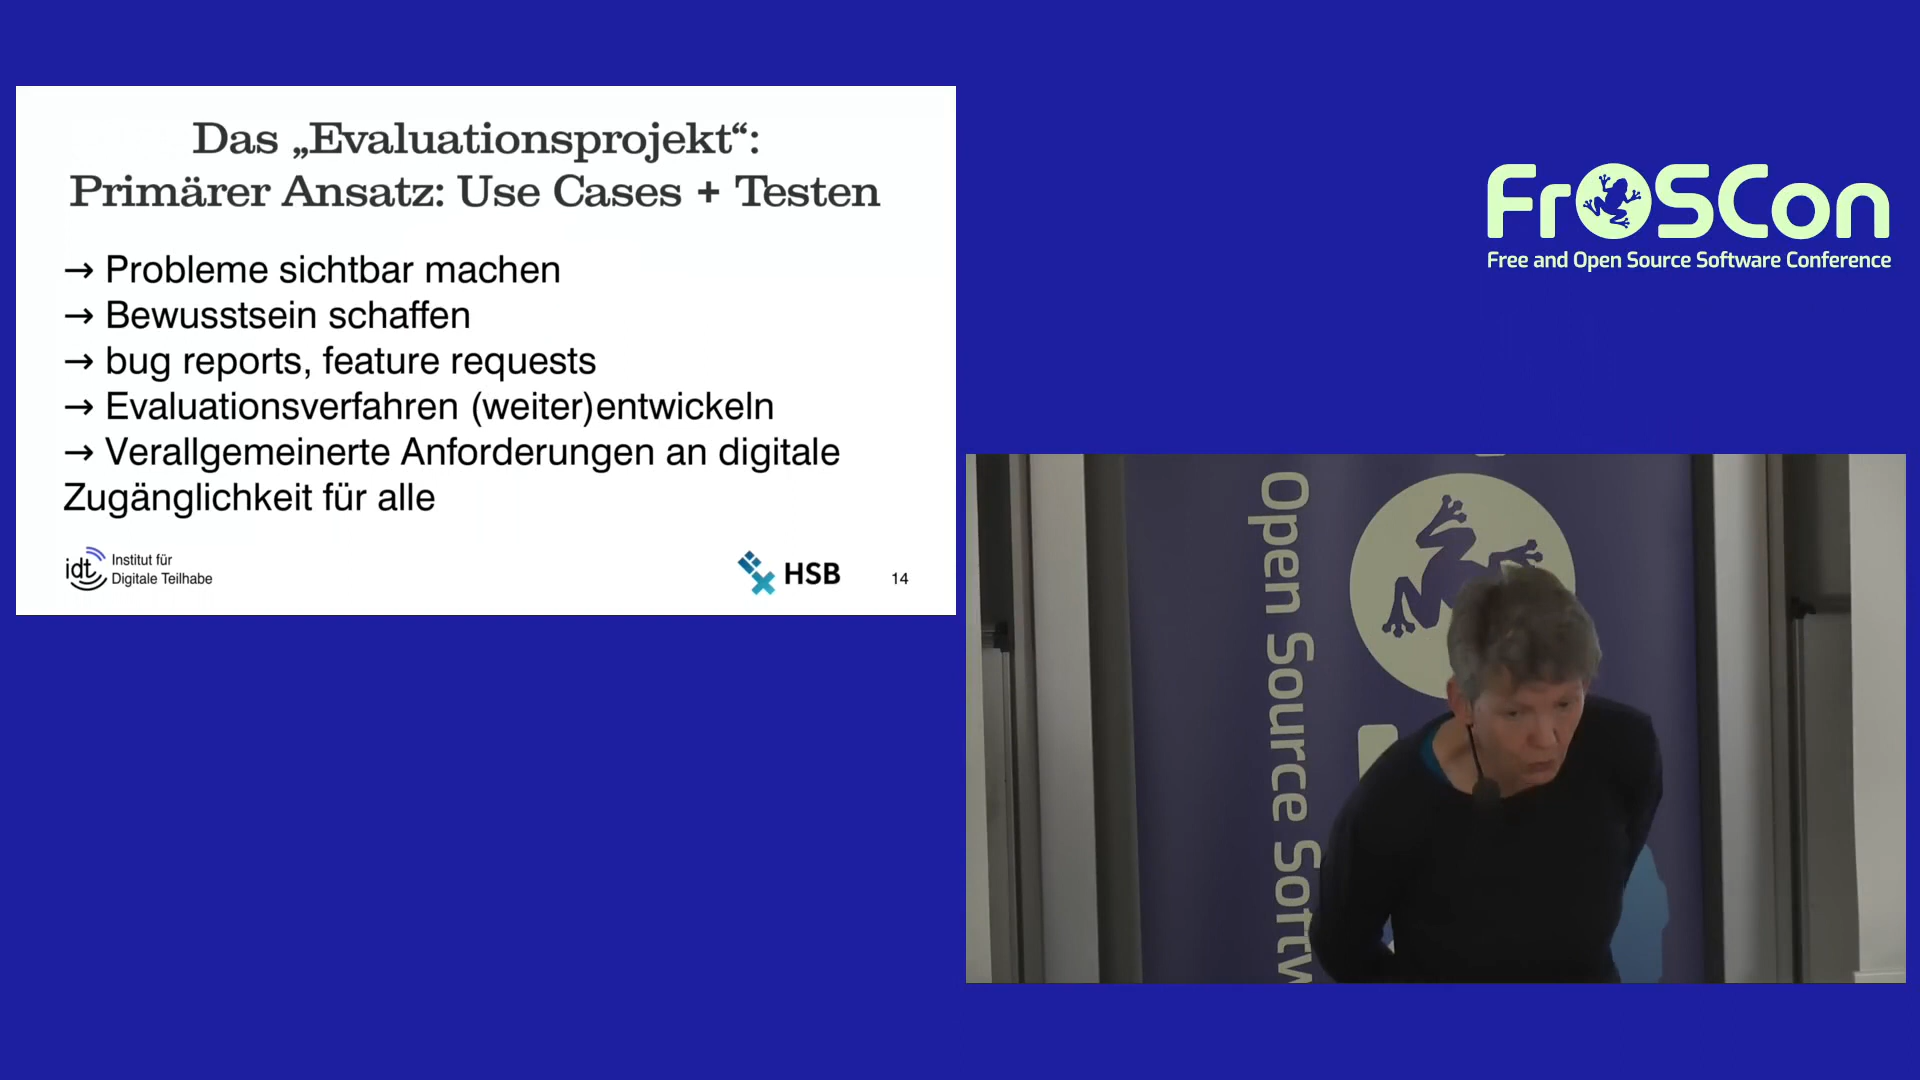 Das „Evaluationsprojekt“:
Primärer Ansatz: Use Cases + Testen
→ Probleme sichtbar machen
→ Bewusstsein schaffen
→ bug reports, feature requests
→ Evaluationsverfahren (weiter)entwickeln
→ Verallgemeinerte Anforderungen an digitale
Zugänglichkeit für alle
idt
Institut für
Digitale Teilhabe
HSB
14
FrOSCon
Free and Open Source Software Conference
Open Source Softw